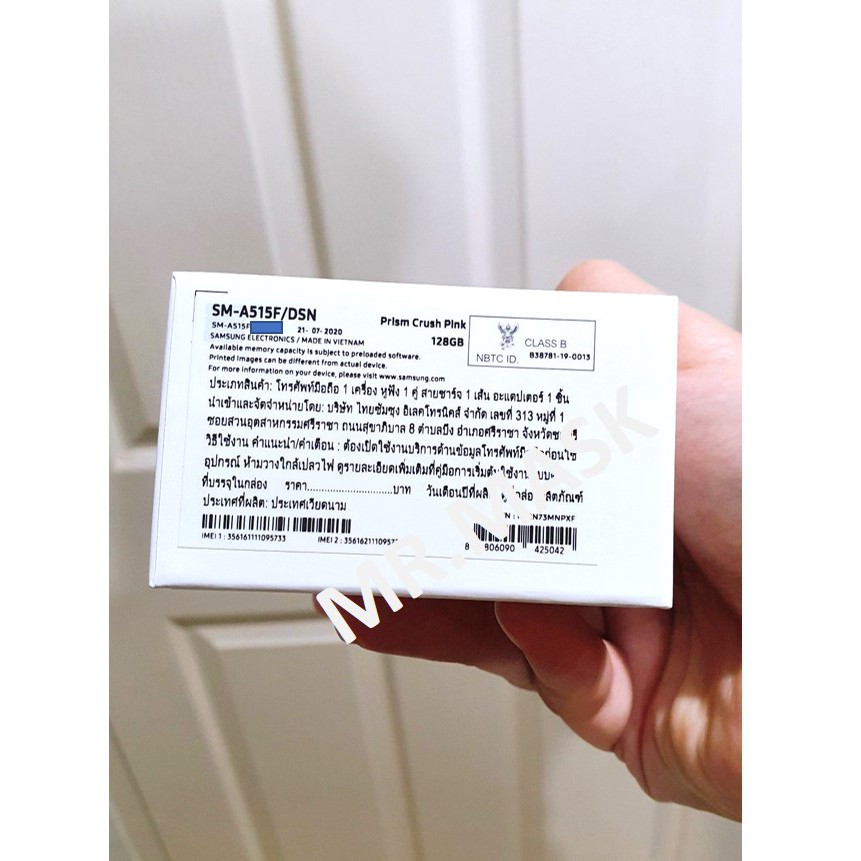 SM-A515F/DSN
SM-A515F 21- 07- 2020
SAMSUNG ELECTRONICS / MADE IN VIETNAM
Available memory capacity is subject to preloaded software.
Printed images can be different from actual device.
For more information on your device, please visit www.samsung.com
Prism Crush Pink
128GB
CLASS B
NBTC ID. B38781-19-0013
ประเภทสินค้า: โทรศัพท์มือถือ 1 เครื่อง หูฟัง 1 คู่ สายชาร์จ 1 เส้น อะแดปเตอร์ 1 ชิ้น
นำเข้าและจัดจำหน่ายโดย: บริษัท ไทยซัมซุง อิเลคโทรนิคส์ จำกัด เลขที่ 313 หมู่ที่ 1
ซอยสวนอุตสาหกรรมศรีราชา ถนนสุขาภิบาล 8 ตำบลบึง อำเภอศรีราชา
วิธีใช้งาน คำแนะนำ/คำเตือน : ต้องเปิดใช้งานบริการด้านข้อมูลโทรศัพท์
อุปกรณ์ ห้ามวางใกล้เปลวไฟ ดูรายละเอียดเพิ่มเติมที่คู่มือการเริ่มต้นใช้งาน
ที่บรรจุในกล่อง ราคา..............................บาท วันเดือนปีที่ผลิต
ประเทศที่ผลิต: ประเทศเวียดนาม
IMEI 1 : 356161111095733 IMEI 2 : 35616211109573
8 806090 425042
MR.MASK